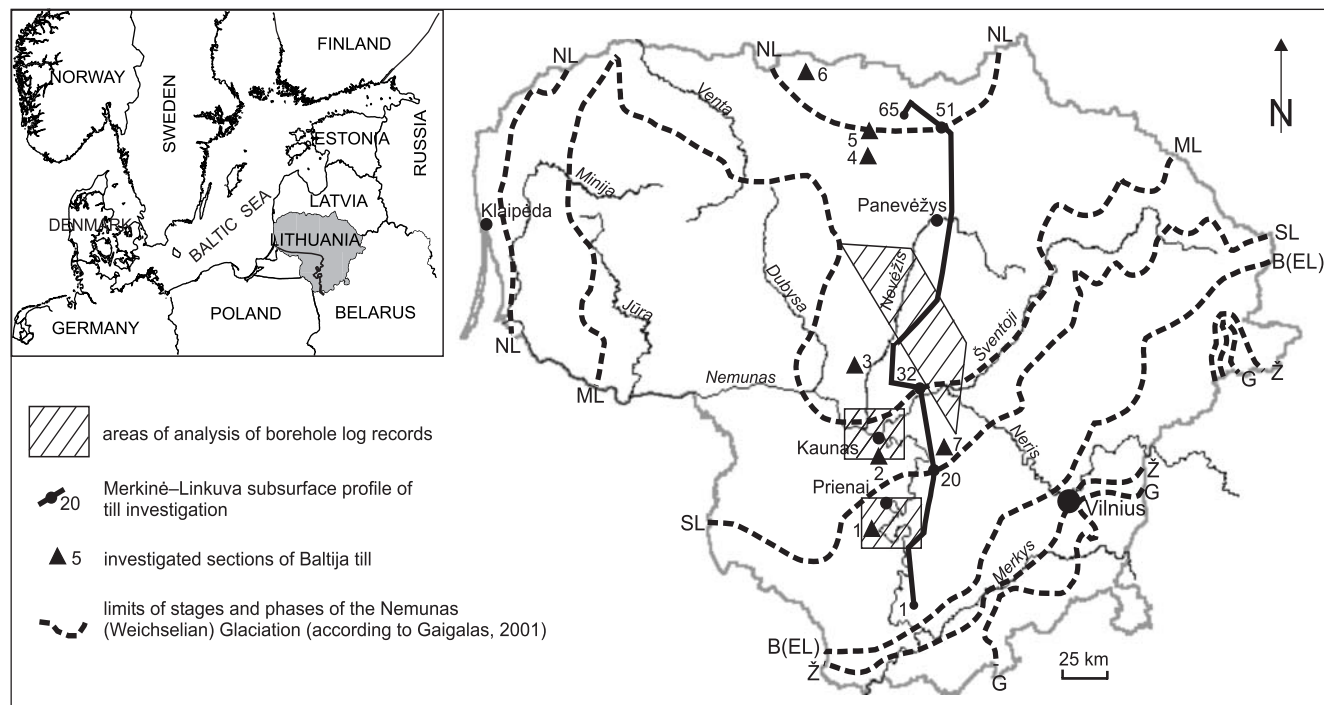 FINLAND
NORWAY
SWEDEN
ESTONIA
RUSSIA
LATVIA
DENMARK
BALTIC SEA
LITHUANIA
GERMANY
POLAND
BELARUS
areas of analysis of borehole log records
20
Merkinė–Linkuva subsurface profile of
till investigation
5
investigated sections of Baltija till
limits of stages and phases of the Nemunas
(Weichselian) Glaciation (according to Gaigalas, 2001)
NL
NL
NL
6
N
Venta
65
51
5
4
ML
Minija
Klaipėda
Panevėžys
SL
B(EL)
Dubysa
Nevėžis
Jūra
Šventoji
NL
3
Nemunas
32
ML
G
Ž
Kaunas
7
Neris
2
20
Prienai
Ž
G
Vilnius
SL
1
Merkys
1
B(EL)
Ž
G
25 km